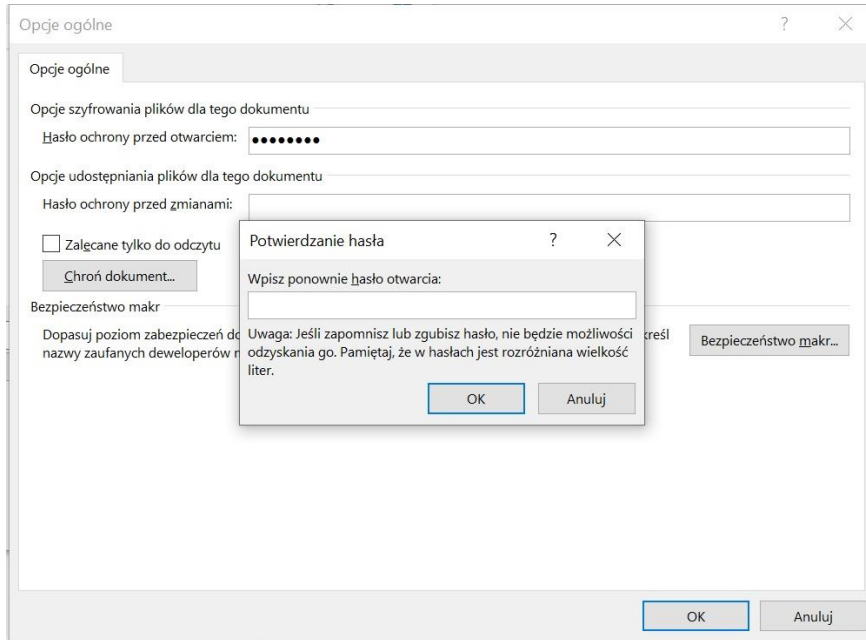 Opcje ogólne
Opcje ogólne
Opcje szyfrowania plików dla tego dokumentu
Hasło ochrony przed otwarciem: ••••••••
Opcje udostępniania plików dla tego dokumentu
Hasło ochrony przed zmianami:
Zalecane tylko do odczytu
Chroń dokument...
Bezpieczeństwo makr
Dopasuj poziom zabezpieczeń
nazwy zaufanych deweloperów
Bezpieczeństwo makr...
Potwierdzanie hasła
Wpisz ponownie hasło otwarcia:
Uwaga: Jeśli zapomnisz lub zgubisz hasło, nie będzie możliwości
odzyskania go. Pamiętaj, że w hasłach jest rozróżniana wielkość
liter.
OK Anuluj
OK Anuluj